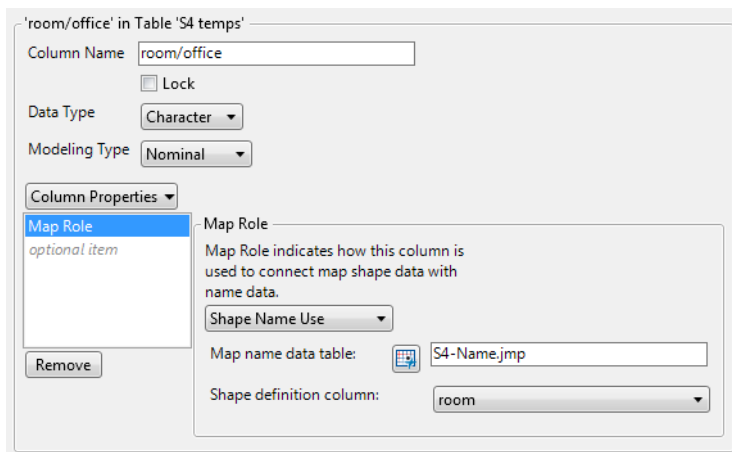 'room/office' in Table 'S4 temps'
Column Name room/office
Lock
Data Type Character
Modeling Type Nominal
Column Properties
Map Role
optional item
Remove
Map Role
Map Role indicates how this column is
used to connect map shape data with
name data.
Shape Name Use
Map name data table: S4-Name.jmp
Shape definition column: room